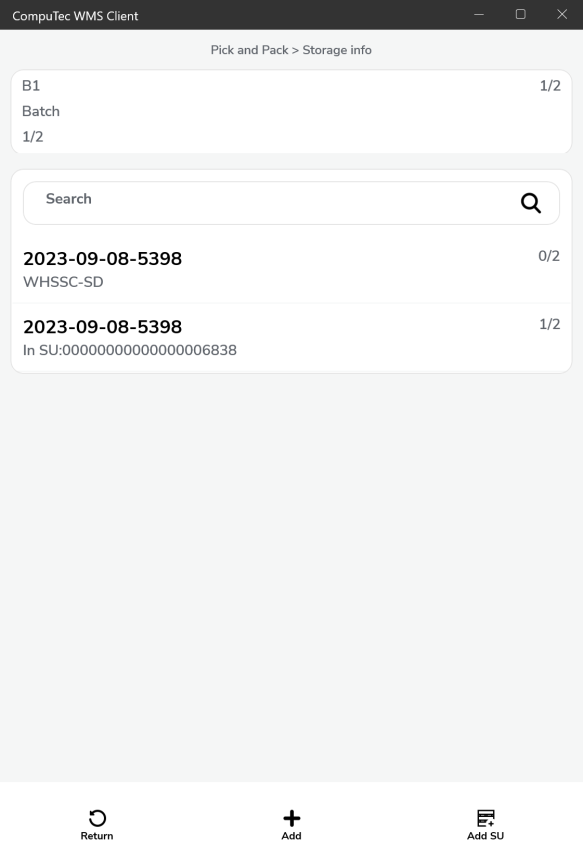 CompuTec WMS Client
Pick and Pack > Storage info
B1 1/2
Batch
1/2
Search
2023-09-08-5398 0/2
WHSSC-SD
2023-09-08-5398 1/2
In SU:00000000000000006838
Return Add Add SU